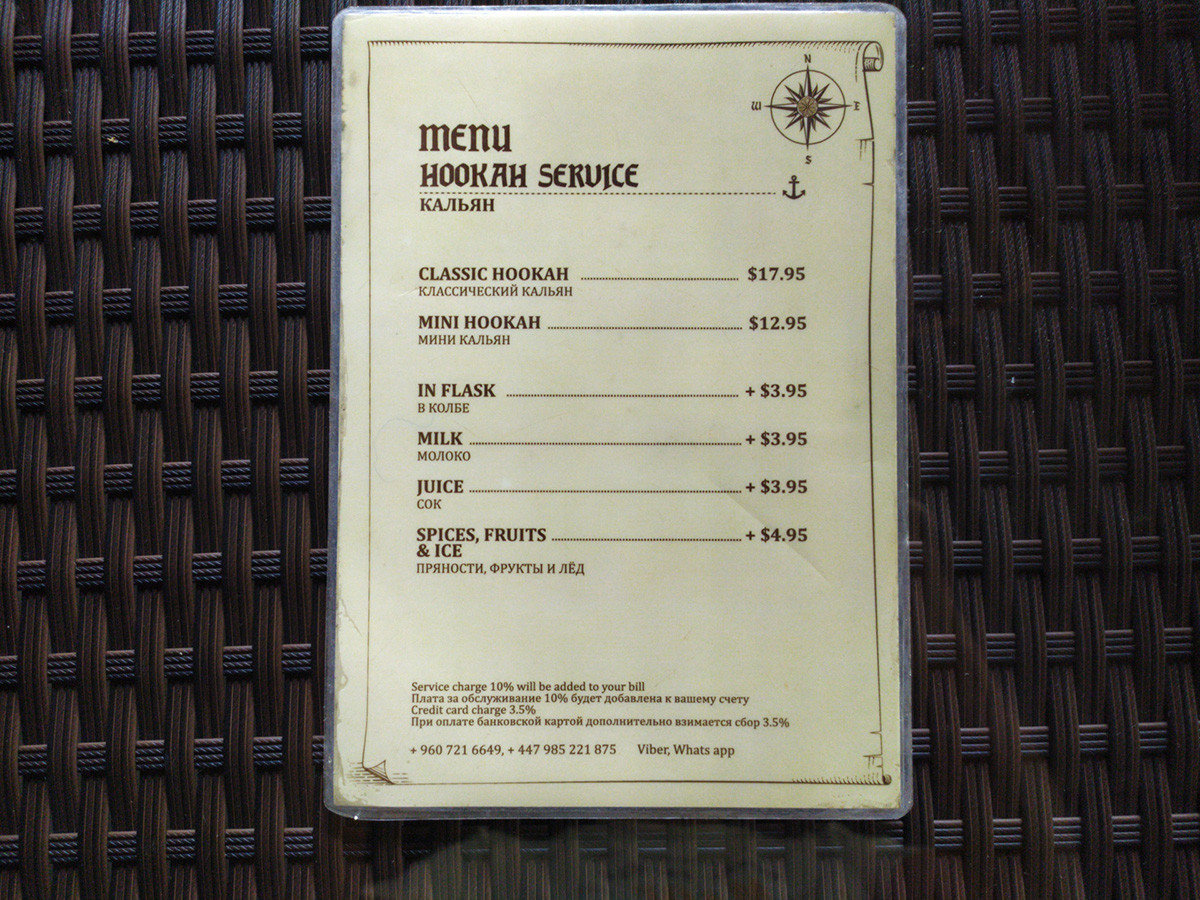 N
W E
S
MENU
HOOKAH SERVICE
КАЛЬЯН
CLASSIC HOOKAH ........ $17.95
КЛАССИЧЕСКИЙ КАЛЬЯН
MINI HOOKAH ........ $12.95
МИНИ КАЛЬЯН
IN FLASK ........ + $3.95
В КОЛБЕ
MILK ........ + $3.95
МОЛОКО
JUICE ........ + $3.95
СОК
SPICES, FRUITS ........ + $4.95
& ICE
ПРЯНОСТИ, ФРУКТЫ И ЛЁД
Service charge 10% will be added to your bill
Плата за обслуживание 10% будет добавлена к вашему счету
Credit card charge 3.5%
При оплате банковской картой дополнительно взимается сбор 3.5%
+ 960 721 6649, + 447 985 221 875 Viber, Whats app